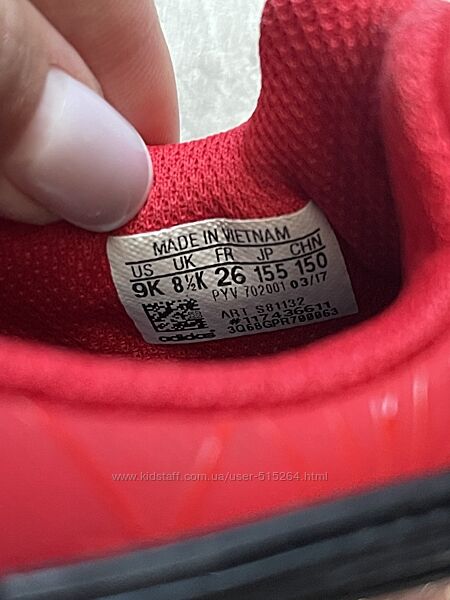 MADE IN VIETNAM
US UK FR JP CHN
9K 8½K 26 155 150
PYV 702001 03/17
ART S81132
#117436611
3Q68GPR700063
adidas
www.kidstaff.com.ua/user-515264.html